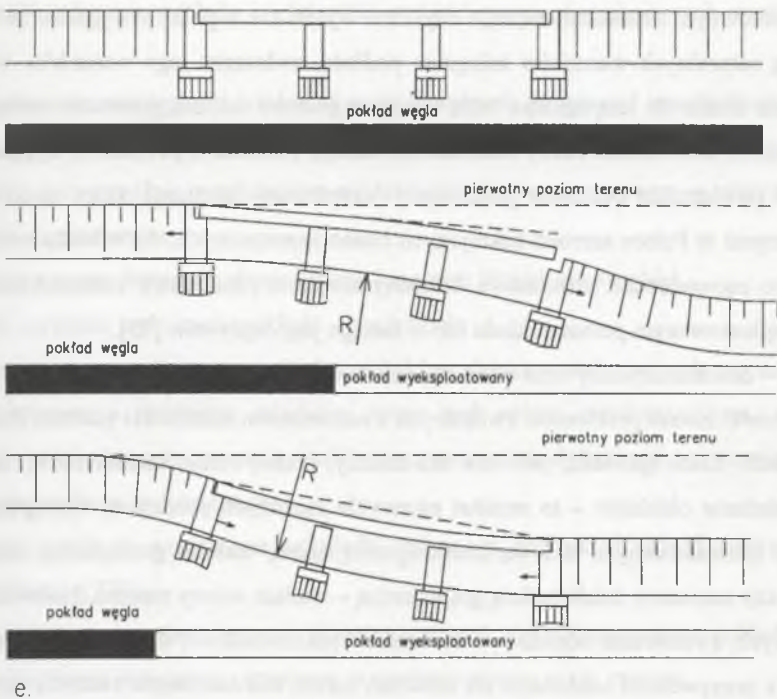 pokład węgla
pierwotny poziom terenu
R
pokład węgla
pokład wyeksploatowany
pierwotny poziom terenu
R
pokład węgla
pokład wyeksploatowany
e.